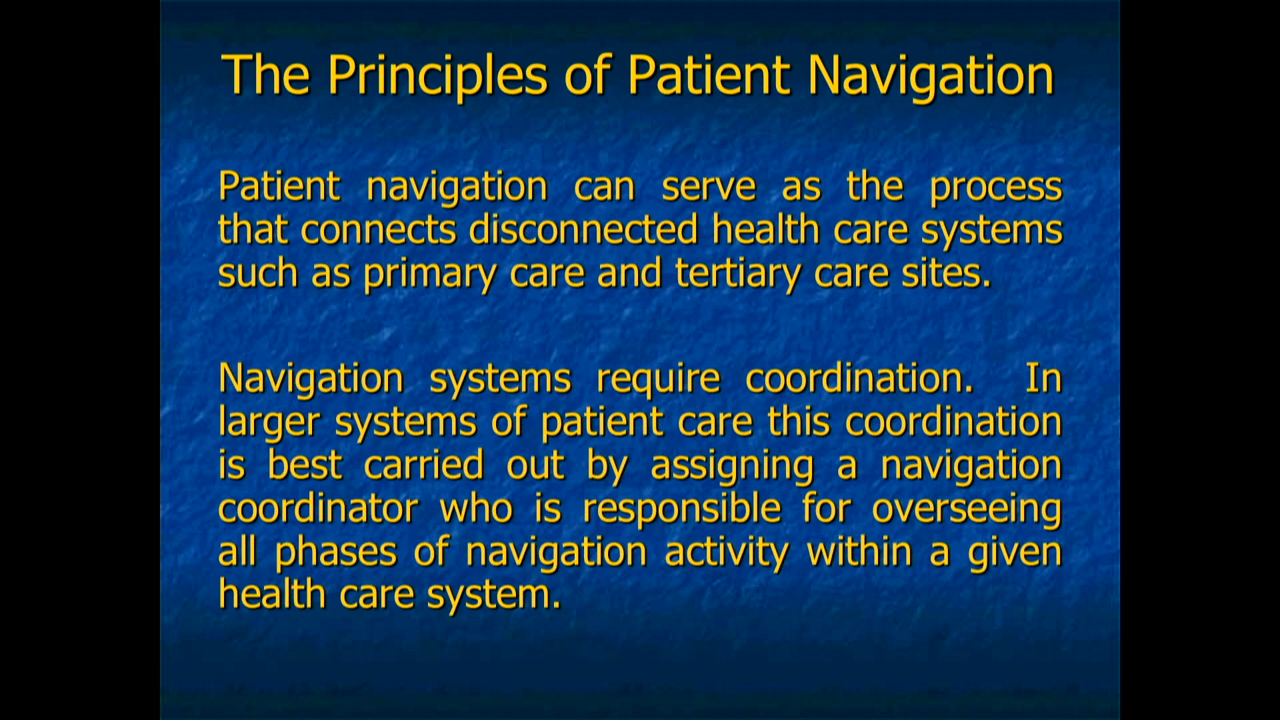 The Principles of Patient Navigation
Patient navigation can serve as the process
that connects disconnected health care systems
such as primary care and tertiary care sites.
Navigation systems require coordination.  In
larger systems of patient care this coordination
is best carried out by assigning a navigation
coordinator who is responsible for overseeing
all phases of navigation activity within a given
health care system.